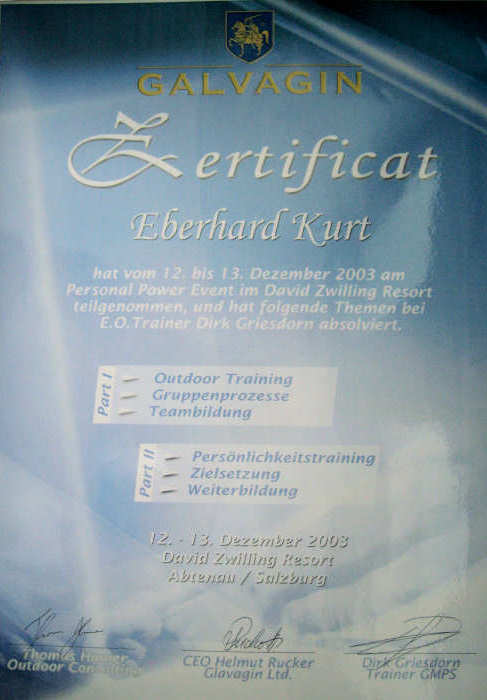 GALVAGIN
Zertificat
Eberhard Kurt
hat vom 12. bis 13. Dezember 2003 am
Personal Power Event im David Zwilling Resort
teilgenommen, und hat folgende Themen bei
E.O.Trainer Dirk Griesdorn absolviert.
Part I
Outdoor Training
Gruppenprozesse
Teambildung
Part II
Persönlichkeitstraining
Zielsetzung
Weiterbildung
12. - 13. Dezember 2003
David Zwilling Resort
Abtenau / Salzburg
Thomas
Outdoor Consulting
CEO Helmut Rucker
Glavagin Ltd.
Dirk Griesdorn
Trainer GMPS